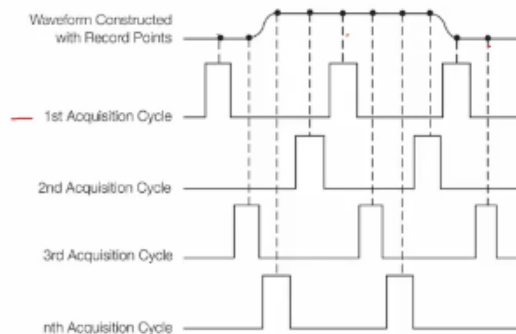 Waveform Constructed
with Record Points
1st Acquisition Cycle
2nd Acquisition Cycle
3rd Acquisition Cycle
nth Acquisition Cycle